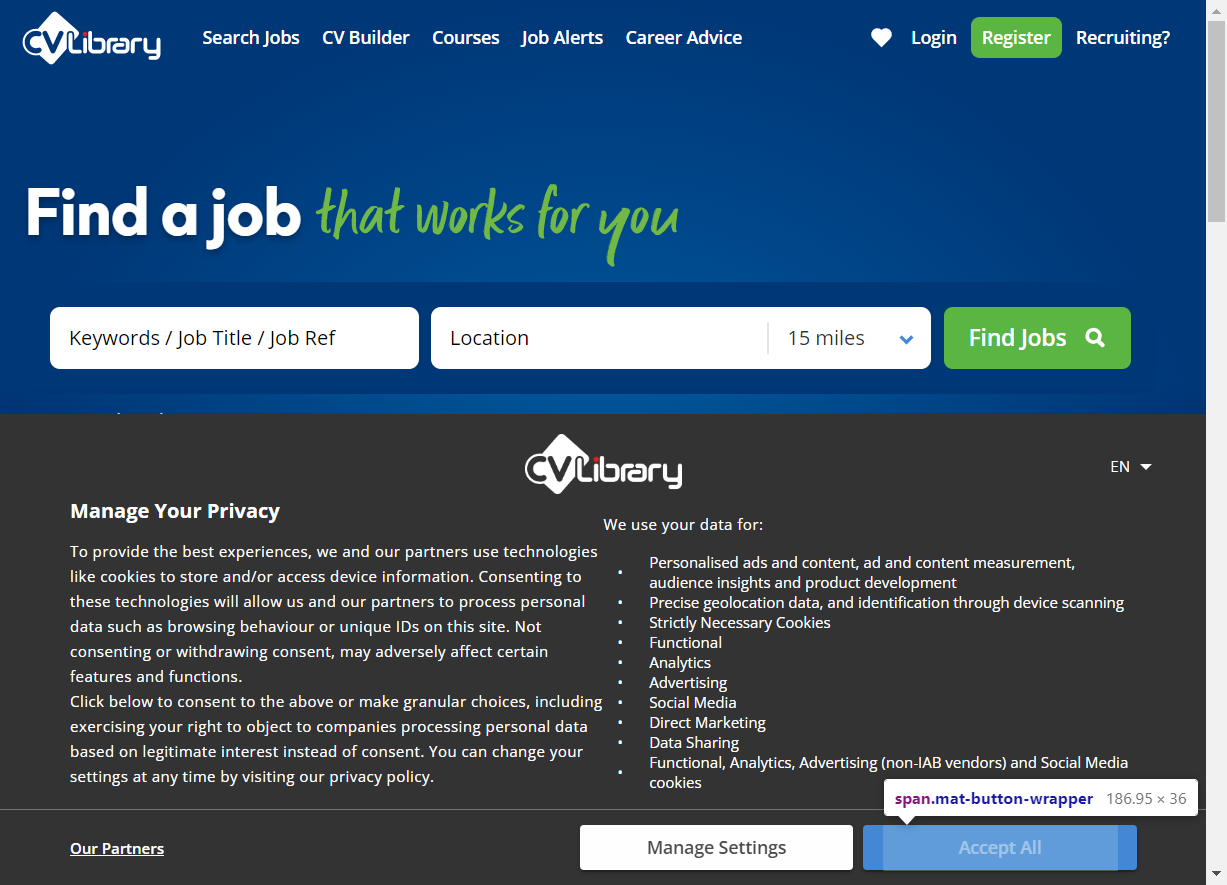 CVLibrary
Search Jobs
CV Builder
Courses
Job Alerts
Career Advice
Login
Register
Recruiting?
Find a job that works for you
Keywords / Job Title / Job Ref
Location
15 miles
Find Jobs
CVLibrary
EN
Manage Your Privacy
To provide the best experiences, we and our partners use technologies
like cookies to store and/or access device information. Consenting to
these technologies will allow us and our partners to process personal
data such as browsing behaviour or unique IDs on this site. Not
consenting or withdrawing consent, may adversely affect certain
features and functions.
Click below to consent to the above or make granular choices, including
exercising your right to object to companies processing personal data
based on legitimate interest instead of consent. You can change your
settings at any time by visiting our privacy policy.
We use your data for:
• Personalised ads and content, ad and content measurement,
audience insights and product development
• Precise geolocation data, and identification through device scanning
• Strictly Necessary Cookies
• Functional
• Analytics
• Advertising
• Social Media
• Direct Marketing
• Data Sharing
• Functional, Analytics, Advertising (non-IAB vendors) and Social Media
cookies
span.mat-button-wrapper 186.95 × 36
Our Partners
Manage Settings
Accept All